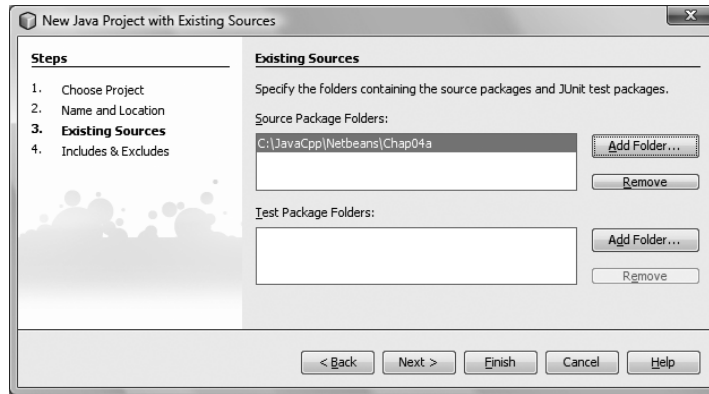 New Java Project with Existing Sources
Steps
1. Choose Project
2. Name and Location
3. Existing Sources
4. Includes & Excludes
Existing Sources
Specify the folders containing the source packages and JUnit test packages.
Source Package Folders:
C:\JavaCpp\Netbeans\Chap04a
Add Folder...
Remove
Test Package Folders:
Add Folder...
Remove
< Back
Next >
Finish
Cancel
Help